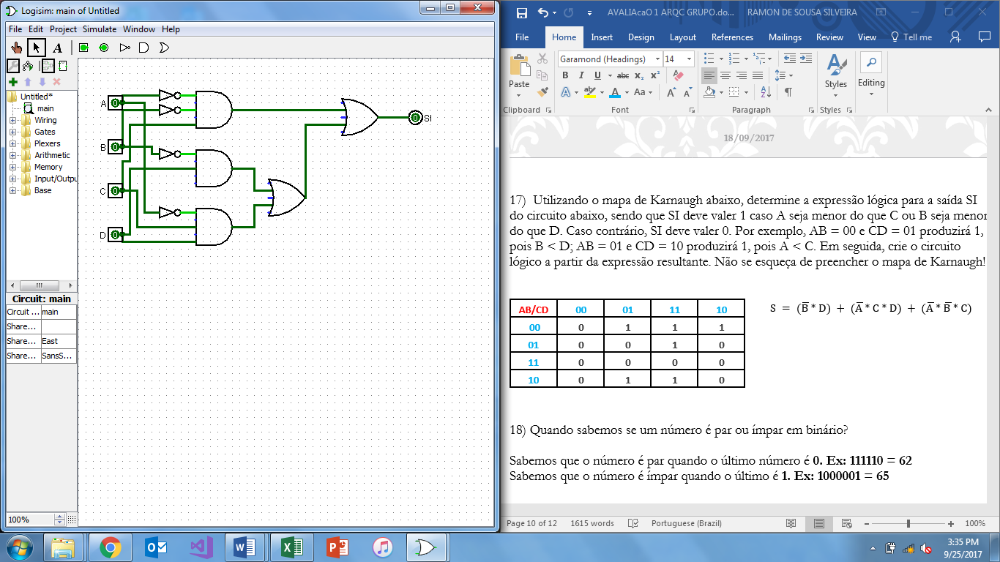 Logisim: main of Untitled
File Edit Project Simulate Window Help
A
Untitled*
main
Wiring
Gates
Plexers
Arithmetic
Memory
Input/Outpu
Base
Circuit: main
Circuit ... main
Share...
Share... East
Share... SansS...
100%
A
B
C
D
0
0
0
0
0
SI
AVALIAcaO 1 ARQC GRUPO.do... RAMON DE SOUSA SILVEIRA
File Home Insert Design Layout References Mailings Review View Tell me
Paste
Garamond (Headings) 14
B I U abc x₂ x²
A Aa A A
Styles
Editing
Clipboard Font Paragraph Styles
18/09/2017
17) Utilizando o mapa de Karnaugh abaixo, determine a expressão lógica para a saída SI
do circuito abaixo, sendo que SI deve valer 1 caso A seja menor do que C ou B seja menor
do que D. Caso contrário, SI deve valer 0. Por exemplo, AB = 00 e CD = 01 produzirá 1,
pois B < D; AB = 01 e CD = 10 produzirá 1, pois A < C. Em seguida, crie o circuito
lógico a partir da expressão resultante. Não se esqueça de preencher o mapa de Karnaugh!
AB/CD 00 01 11 10
00 0 1 1 1
01 0 0 1 0
11 0 0 0 0
10 0 1 1 0
S = (B̅ * D) + (A̅ * C * D) + (A̅ * B̅ * C)
18) Quando sabemos se um número é par ou ímpar em binário?
Sabemos que o número é par quando o último número é 0. Ex: 111110 = 62
Sabemos que o número é ímpar quando o último é 1. Ex: 1000001 = 65
Page 10 of 12 1615 words Portuguese (Brazil) 100%
3:35 PM
9/25/2017